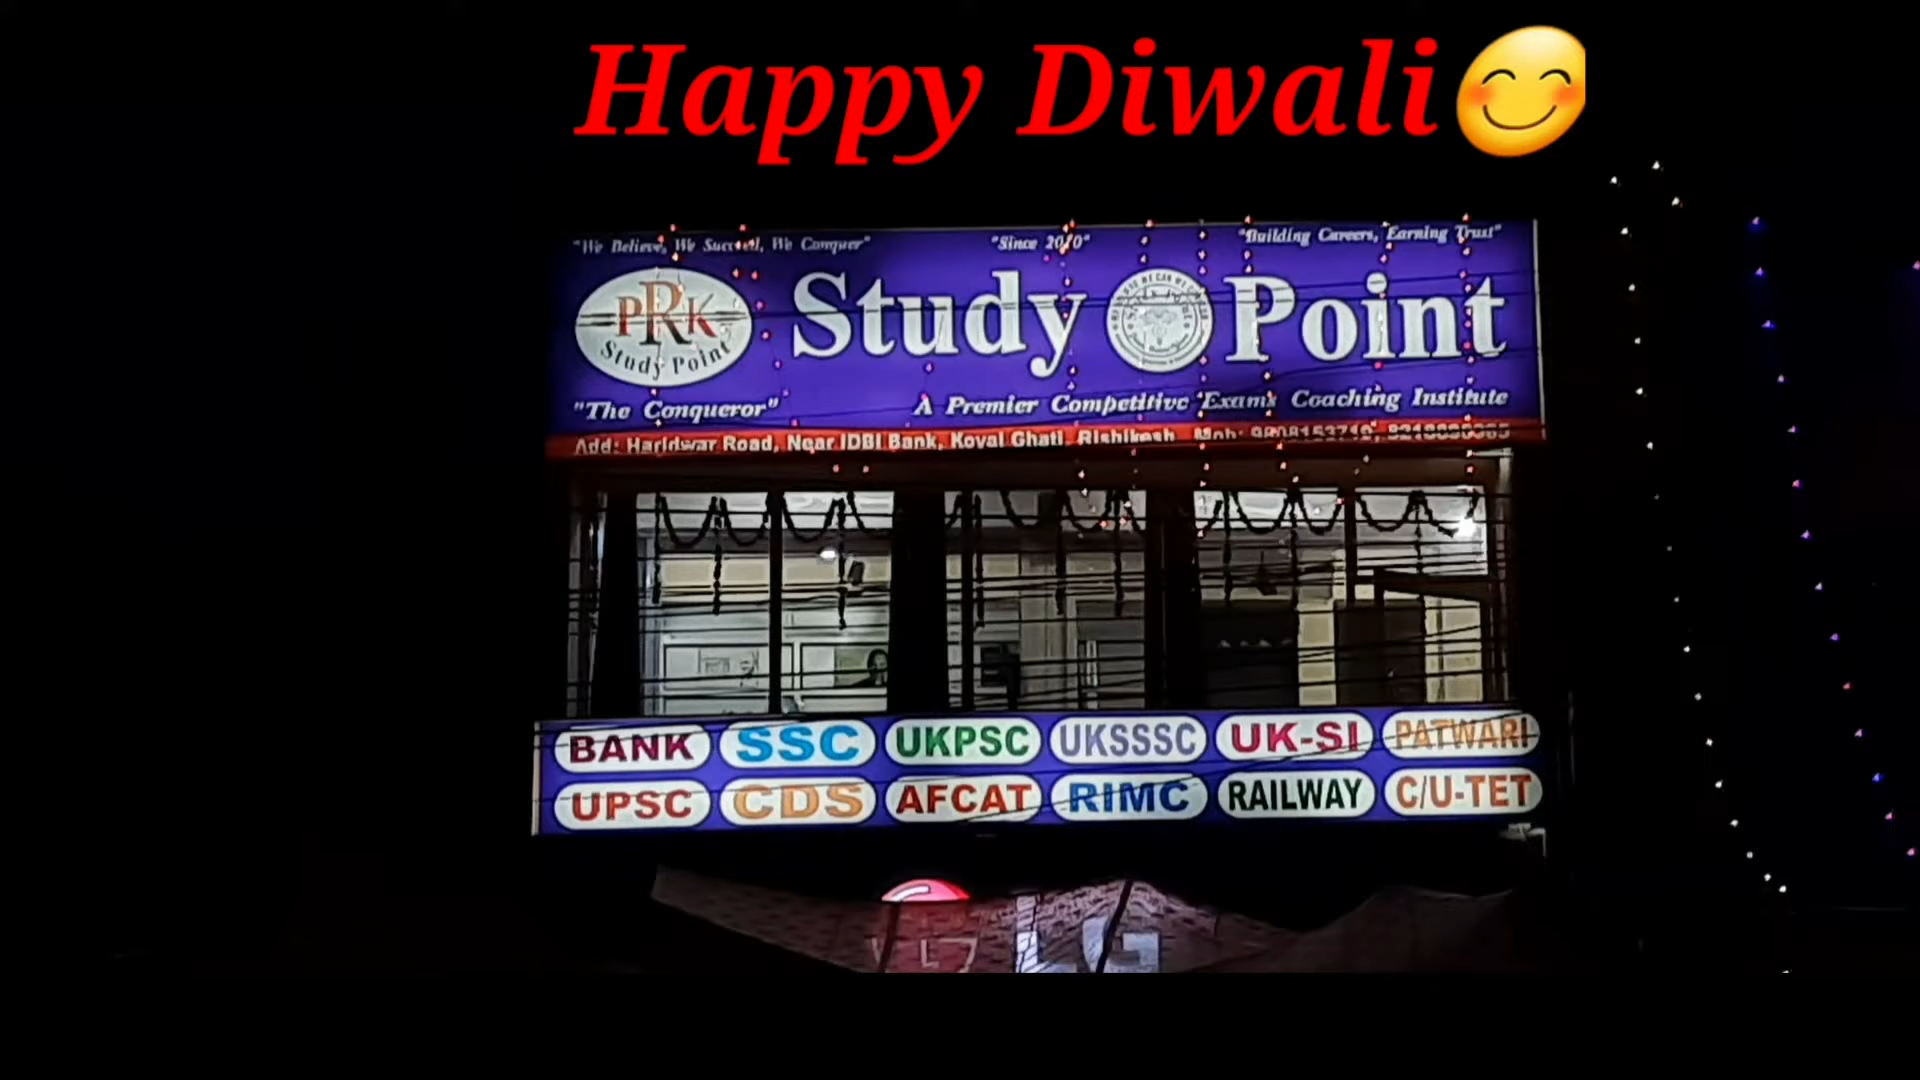 Happy Diwali😊
"We Believe, We Succeed, We Conquer" "Since 2010" "Building Careers, Earning Trust"
PRK
Study Point
Study Point
"The Conqueror" A Premier Competitive Exams Coaching Institute
Add: Haridwar Road, Near IDBI Bank, Koyal Ghati, Rishikesh Mob:
BANK SSC UKPSC UKSSSC UK-SI PATWARI
UPSC CDS AFCAT RIMC RAILWAY C/U-TET
LG